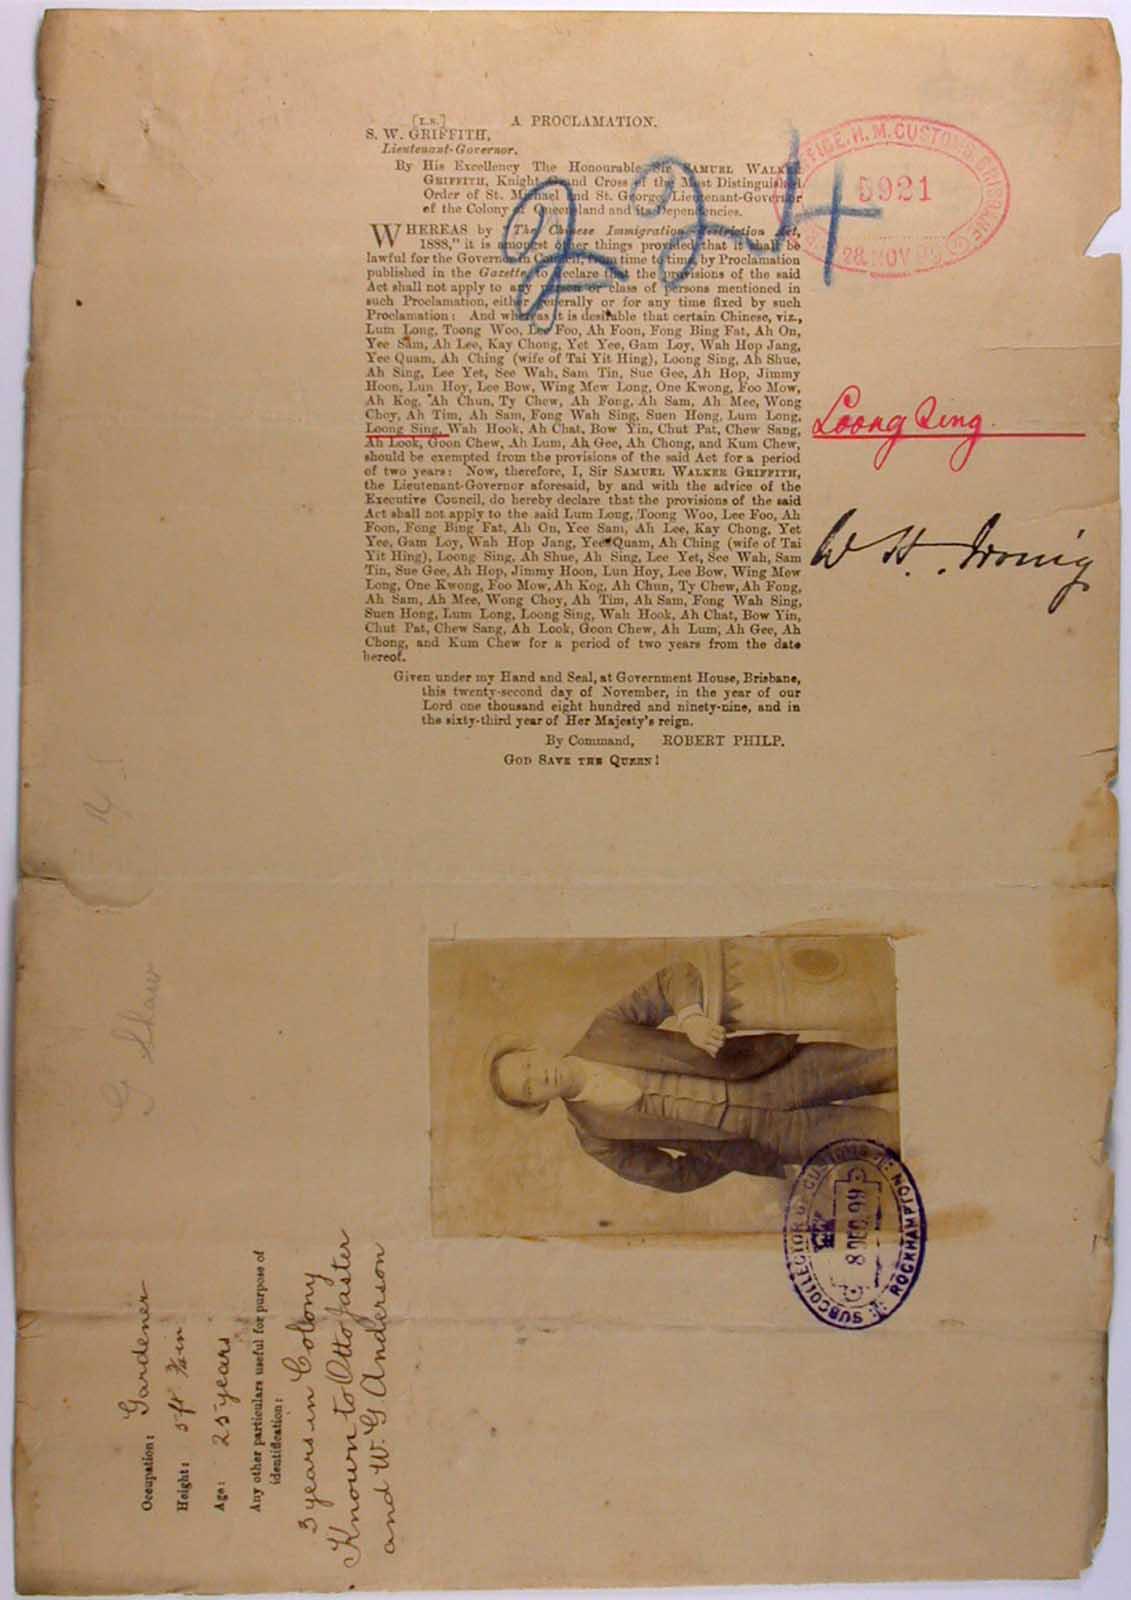 [L.S.] A PROCLAMATION.
S. W. GRIFFITH,
Lieutenant-Governor.
By His Excellency The Honourable Sir SAMUEL WALKER
GRIFFITH, Knight Grand Cross of the Most Distinguished
Order of St. Michael and St. George, Lieutenant-Governor
of the Colony of Queensland and its Dependencies.
WHEREAS by "The Chinese Immigration Restriction Act,
1888," it is amongst other things provided that it shall be
lawful for the Governor in Council, from time to time, by Proclamation
published in the Gazette, to declare that the provisions of the said
Act shall not apply to any person or class of persons mentioned in
such Proclamation, either generally or for any time fixed by such
Proclamation: And whereas it is desirable that certain Chinese, viz.,
Lum Long, Toong Woo, Lee Foo, Ah Foon, Fong Bing Fat, Ah On,
Yee Sam, Ah Lee, Kay Chong, Yet Yee, Gam Loy, Wah Hop Jang,
Yee Quam, Ah Ching (wife of Tai Yit Hing), Loong Sing, Ah Shue,
Ah Sing, Lee Yet, See Wah, Sam Tin, Sue Gee, Ah Hop, Jimmy
Hoon, Lun Hoy, Lee Bow, Wing Mew Long, One Kwong, Foo Mow,
Ah Kog, Ah Chun, Ty Chew, Ah Fong, Ah Sam, Ah Mee, Wong
Choy, Ah Tim, Ah Sam, Fong Wah Sing, Suen Hong, Lum Long,
Loong Sing, Wah Hook, Ah Chat, Bow Yin, Chut Pat, Chew Sang,
Ah Look, Goon Chew, Ah Lum, Ah Gee, Ah Chong, and Kum Chew,
should be exempted from the provisions of the said Act for a period
of two years: Now, therefore, I, Sir SAMUEL WALKER GRIFFITH,
the Lieutenant-Governor aforesaid, by and with the advice of the
Executive Council, do hereby declare that the provisions of the said
Act shall not apply to the said Lum Long, Toong Woo, Lee Foo, Ah
Foon, Fong Bing Fat, Ah On, Yee Sam, Ah Lee, Kay Chong, Yet
Yee, Gam Loy, Wah Hop Jang, Yee Quam, Ah Ching (wife of Tai
Yit Hing), Loong Sing, Ah Shue, Ah Sing, Lee Yet, See Wah, Sam
Tin, Sue Gee, Ah Hop, Jimmy Hoon, Lun Hoy, Lee Bow, Wing Mew
Long, One Kwong, Foo Mow, Ah Kog, Ah Chun, Ty Chew, Ah Fong,
Ah Sam, Ah Mee, Wong Choy, Ah Tim, Ah Sam, Fong Wah Sing,
Suen Hong, Lum Long, Loong Sing, Wah Hook, Ah Chat, Bow Yin,
Chut Pat, Chew Sang, Ah Look, Goon Chew, Ah Lum, Ah Gee, Ah
Chong, and Kum Chew for a period of two years from the date
hereof.
Given under my Hand and Seal, at Government House, Brisbane,
this twenty-second day of November, in the year of our
Lord one thousand eight hundred and ninety-nine, and in
the sixty-third year of Her Majesty's reign.
By Command, ROBERT PHILP.
GOD SAVE THE QUEEN!
224
OFFICE, H. M. CUSTOMS, BRISBANE
5921
28 NOV 99
Loong Sing
W H.
SUBCOLLECTOR OF CUSTOMS
8 DEC. 99
ROCKHAMPTON
G Shaw
Occupation: Gardener
Height: 5 ft ¾ in
Age: 25 years
Any other particulars useful for purpose of
identification:
3 years in Colony
Known to Otto Jaster
and W. G. Anderson